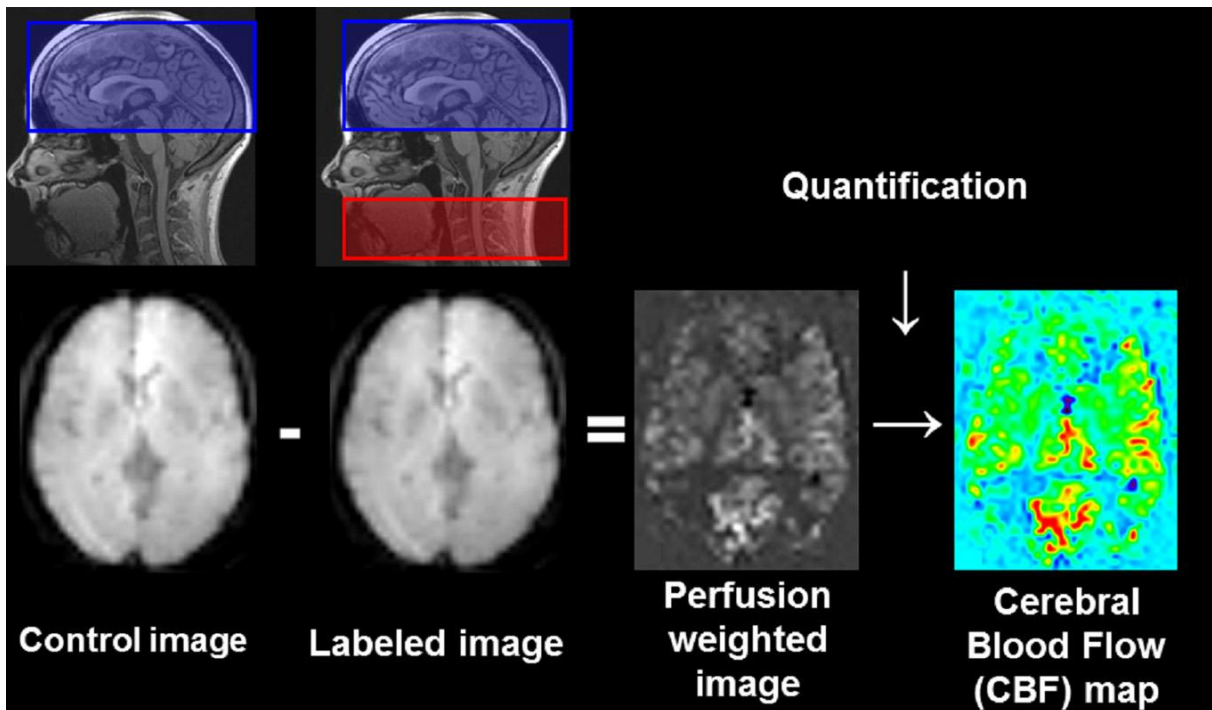 Quantification
-
=
Control image
Labeled image
Perfusion
weighted
image
Cerebral
Blood Flow
(CBF) map